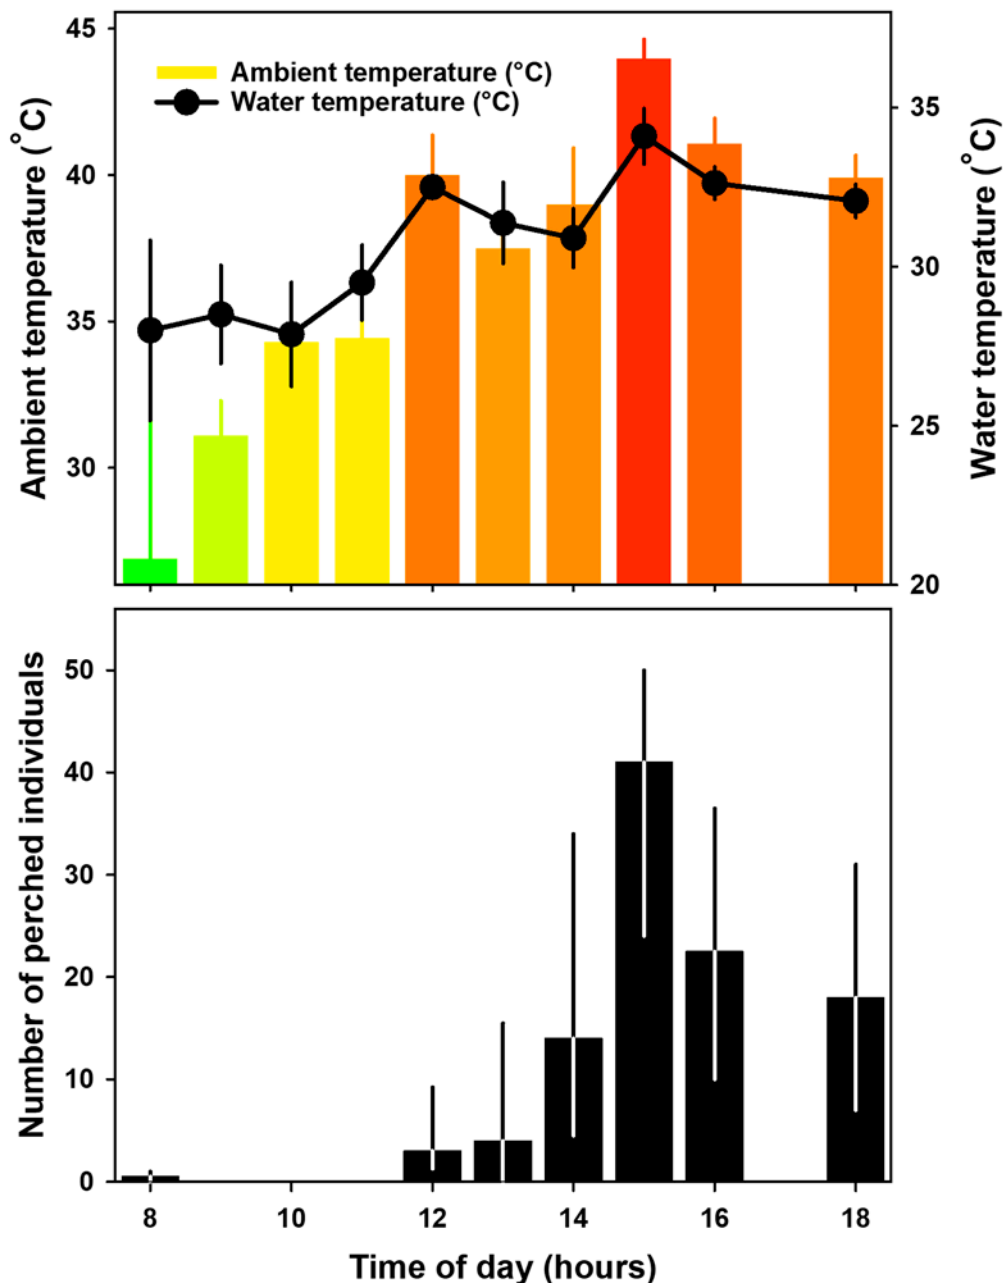 45
40
35
30
Ambient temperature (˚C)
Ambient temperature (°C)
Water temperature (°C)
35
30
25
20
Water temperature (˚C)
50
40
30
20
10
0
Number of perched individuals
8 10 12 14 16 18
Time of day (hours)